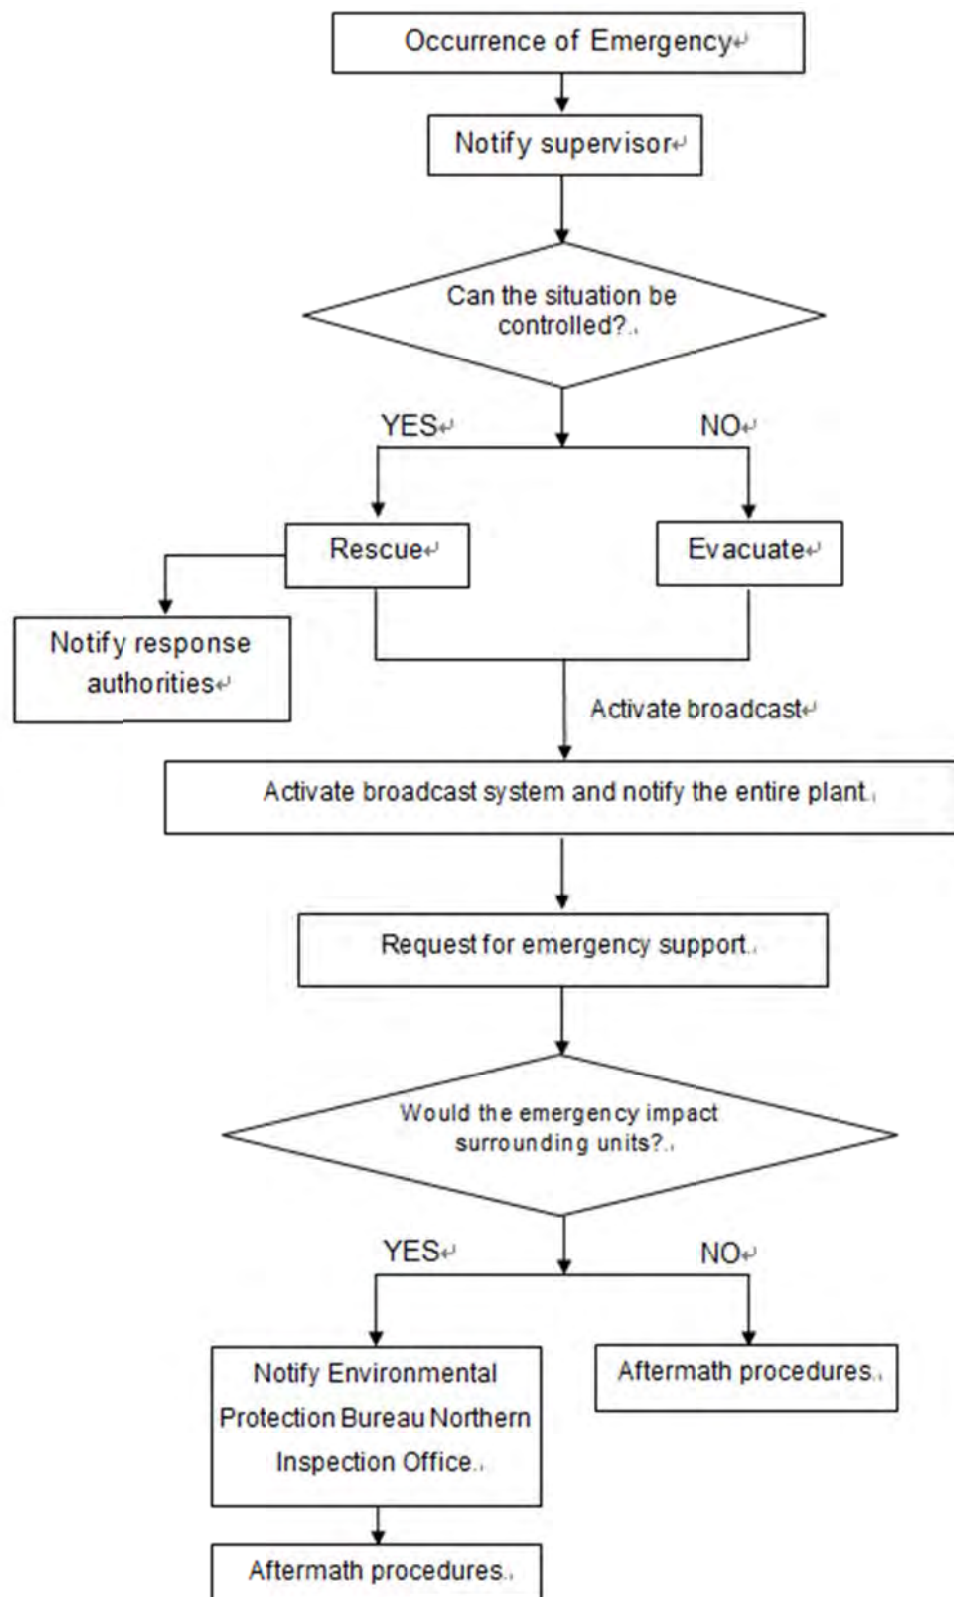 Occurrence of Emergency
Notify supervisor
Can the situation be
controlled?
YES
NO
Rescue
Evacuate
Notify response
authorities
Activate broadcast
Activate broadcast system and notify the entire plant.
Request for emergency support.
Would the emergency impact
surrounding units?
YES
NO
Notify Environmental
Protection Bureau Northern
Inspection Office.
Aftermath procedures.
Aftermath procedures.